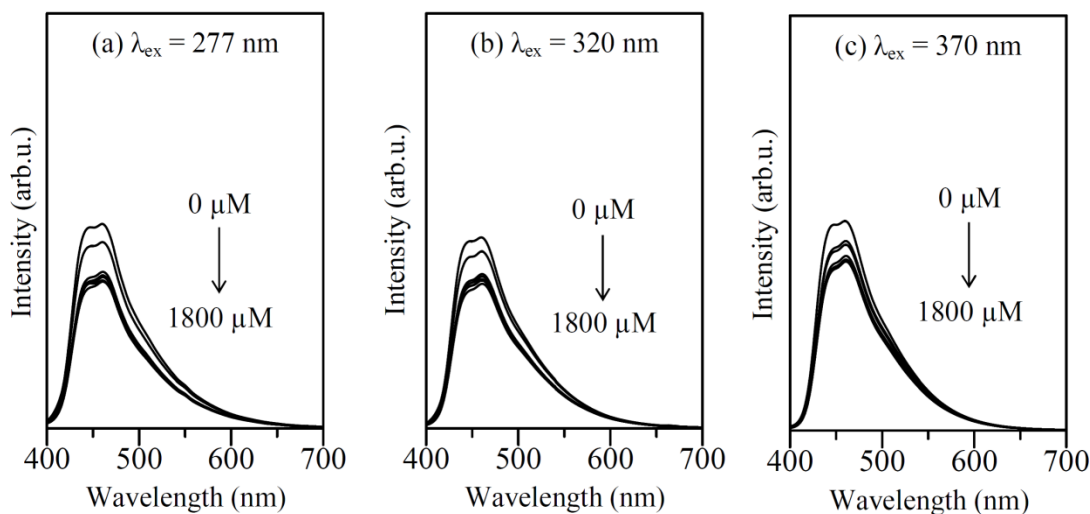 (a) λex = 277 nm
Intensity (arb.u.)
0 µM
1800 µM
400 500 600 700
Wavelength (nm)
(b) λex = 320 nm
Intensity (arb.u.)
0 µM
1800 µM
400 500 600 700
Wavelength (nm)
(c) λex = 370 nm
Intensity (arb.u.)
0 µM
1800 µM
400 500 600 700
Wavelength (nm)